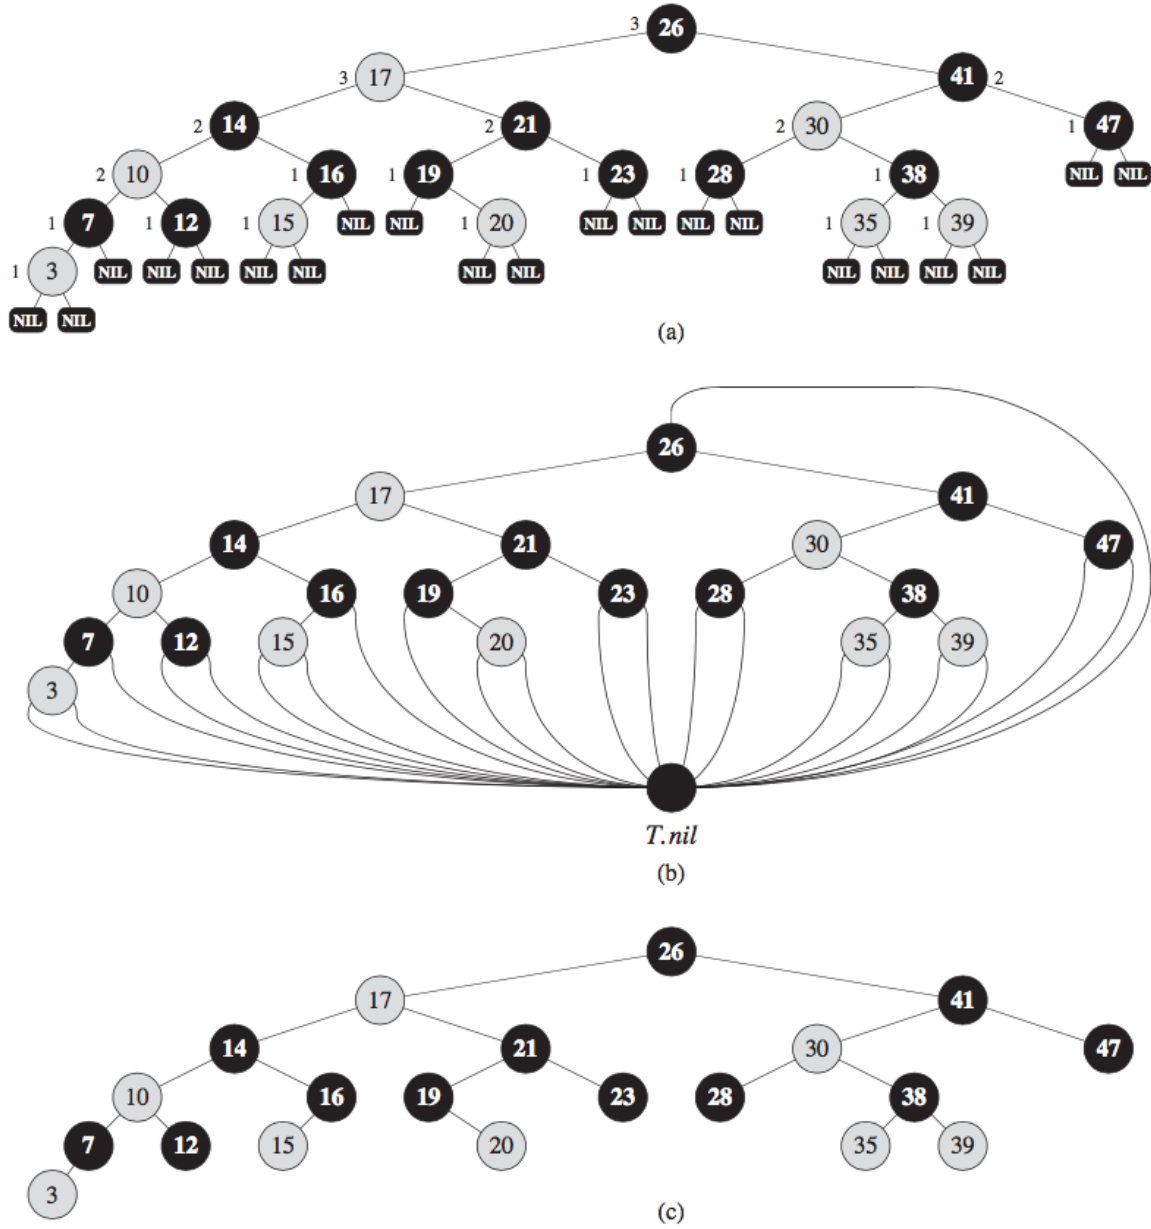 3 26
3 17 41 2
2 14 2 21 2 30 1 47
2 10 1 16 1 19 1 23 1 28 1 38 NIL NIL
1 7 1 12 1 15 NIL NIL 1 20 NIL NIL NIL NIL 1 35 1 39
1 3 NIL NIL NIL NIL NIL NIL NIL NIL NIL NIL NIL
NIL NIL
(a)
26
17 41
14 21 30 47
10 16 19 23 28 38
7 12 15 20 35 39
3
T.nil
(b)
26
17 41
14 21 30 47
10 16 19 23 28 38
7 12 15 20 35 39
3
(c)